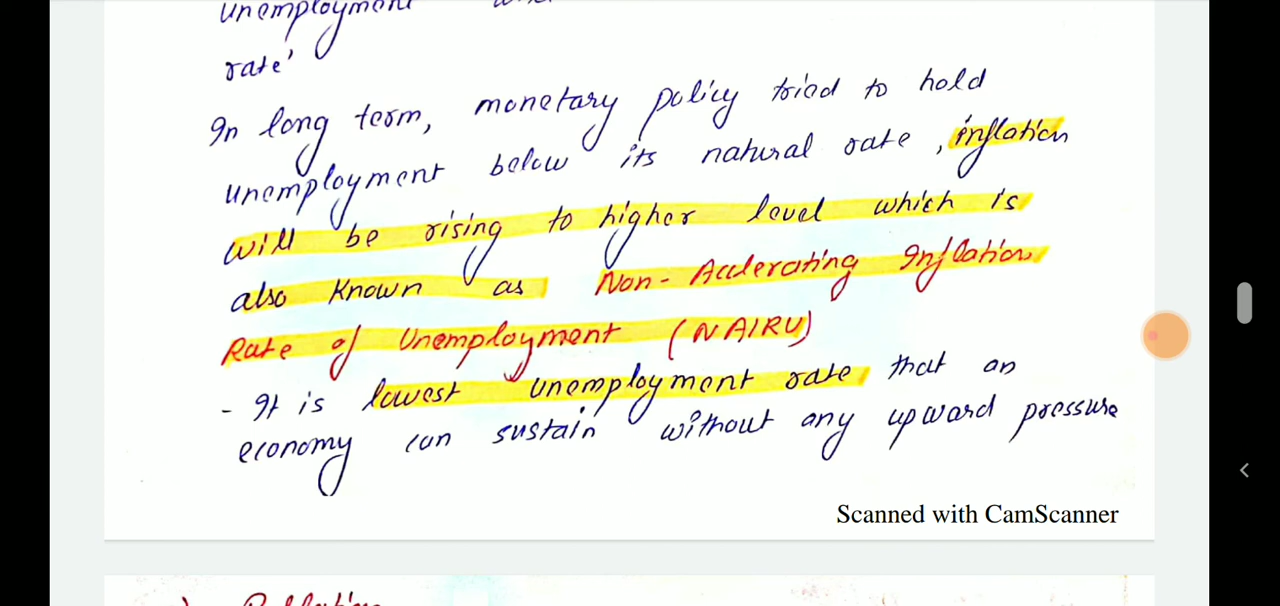 unemployment
rate'
In long term, monetary policy tried to hold
unemployment below its natural rate, inflation
will be rising to higher level which is
also known as Non-Acclerating Inflation
Rate of Unemployment (NAIRU)
- It is lowest unemployment rate that an
economy can sustain without any upward pressure
Scanned with CamScanner